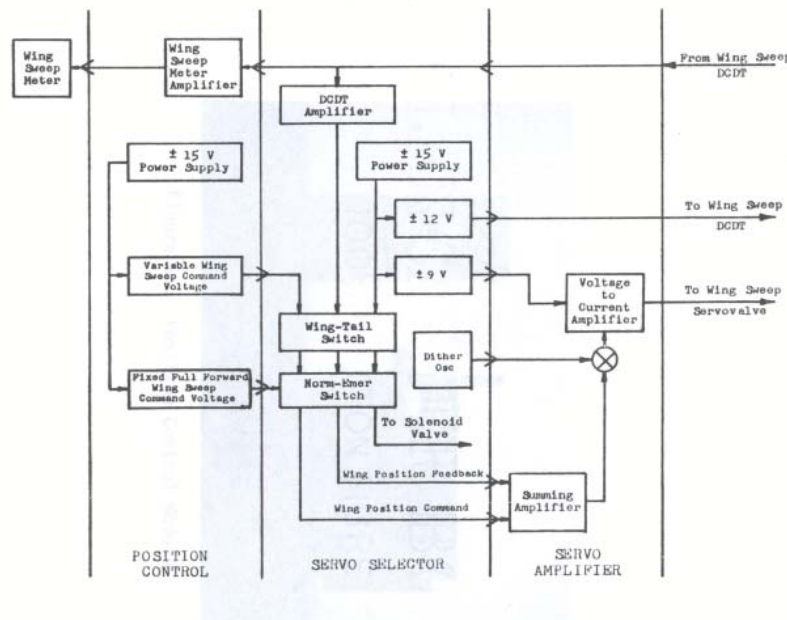 Wing
Sweep
Meter
Wing
Sweep
Meter
Amplifier
From Wing Sweep
DCDT
DCDT
Amplifier
± 15 V
Power Supply
± 15 V
Power Supply
± 12 V
To Wing Sweep
DCDT
Variable Wing
Sweep Command
Voltage
± 9 V
Voltage
to
Current
Amplifier
To Wing Sweep
Servovalve
Wing-Tail
Switch
Dither
Osc
Fixed Full Forward
Wing Sweep
Command Voltage
Norm-Emer
Switch
To Solenoid
Valve
Wing Position Feedback
Wing Position Command
Summing
Amplifier
POSITION
CONTROL
SERVO SELECTOR
SERVO
AMPLIFIER